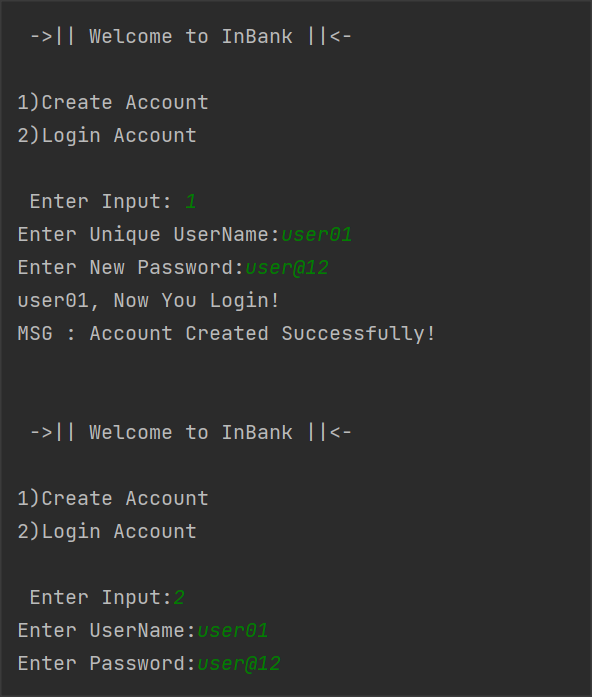 ->|| Welcome to InBank ||<-
1)Create Account
2)Login Account
Enter Input: 1
Enter Unique UserName:user01
Enter New Password:user@12
user01, Now You Login!
MSG : Account Created Successfully!
->|| Welcome to InBank ||<-
1)Create Account
2)Login Account
Enter Input:2
Enter UserName:user01
Enter Password:user@12